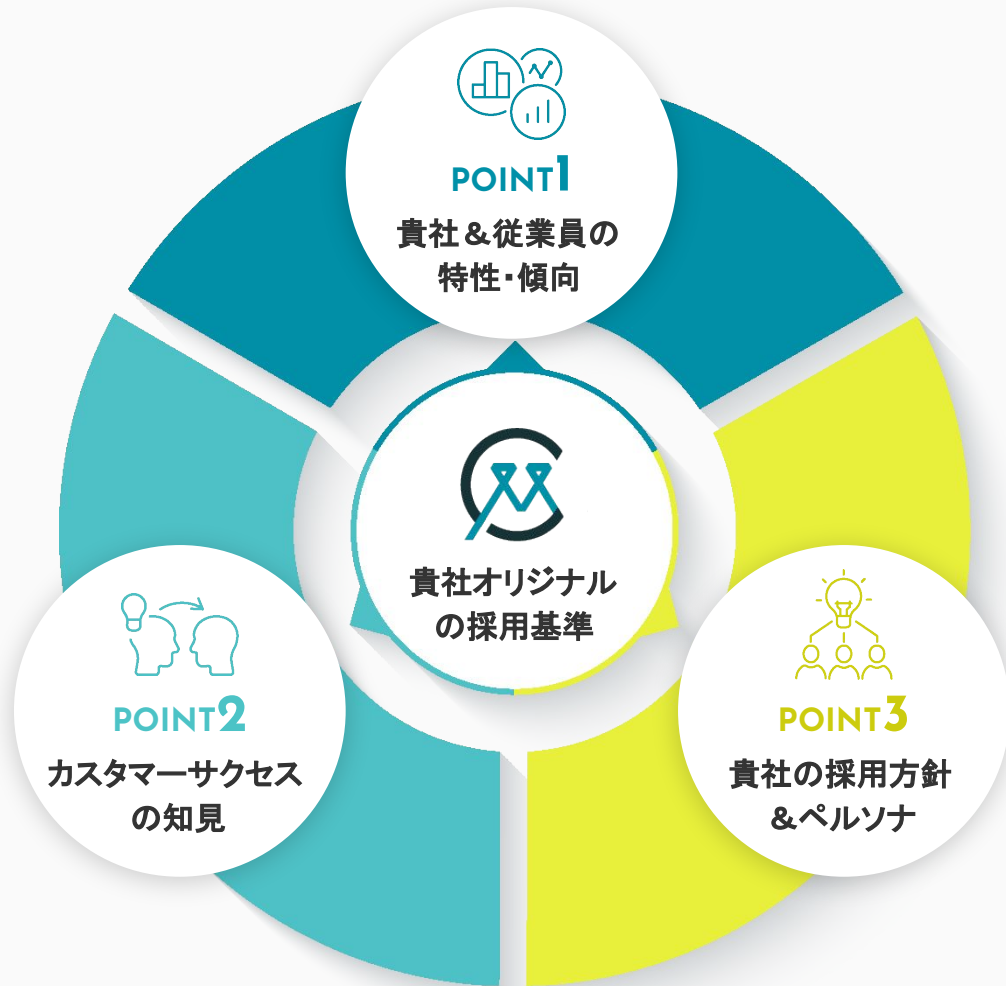 POINT1
貴社&従業員の
特性・傾向
貴社オリジナル
の採用基準
POINT2
カスタマーサクセス
の知見
POINT3
貴社の採用方針
&ペルソナ